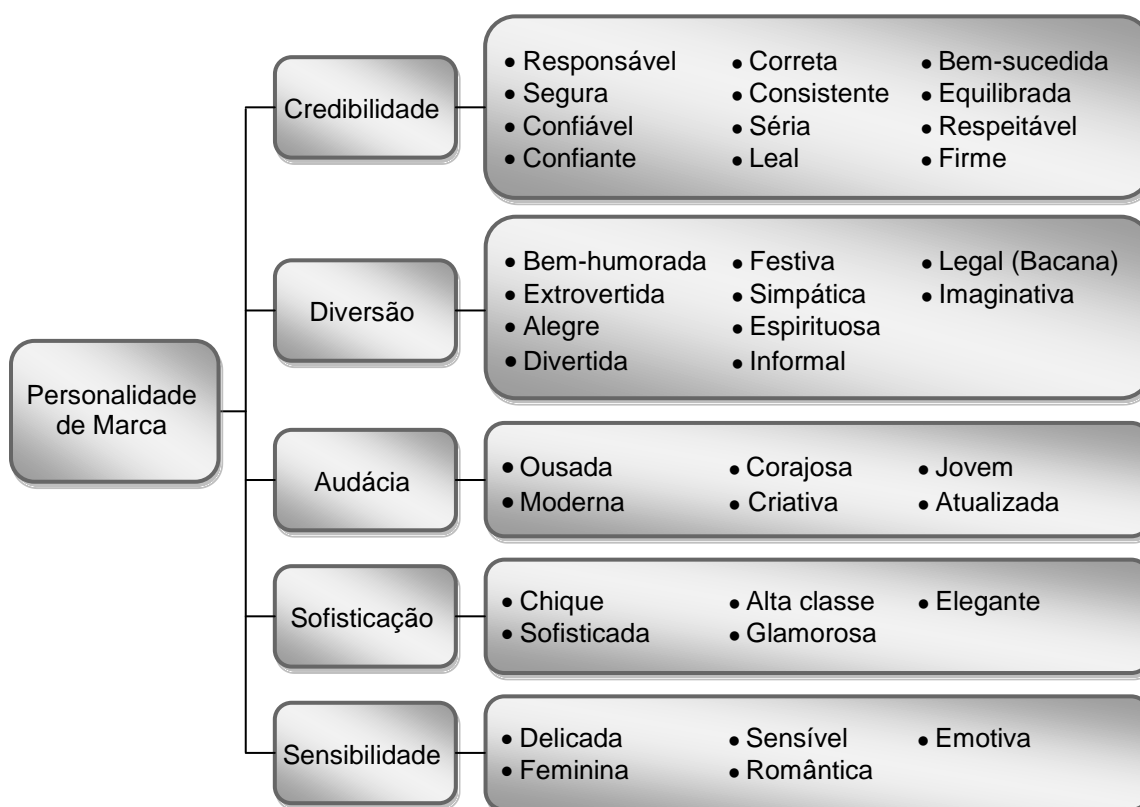 Personalidade
de Marca
Credibilidade
• Responsável • Correta • Bem-sucedida
• Segura • Consistente • Equilibrada
• Confiável • Séria • Respeitável
• Confiante • Leal • Firme
Diversão
• Bem-humorada • Festiva • Legal (Bacana)
• Extrovertida • Simpática • Imaginativa
• Alegre • Espirituosa
• Divertida • Informal
Audácia
• Ousada • Corajosa • Jovem
• Moderna • Criativa • Atualizada
Sofisticação
• Chique • Alta classe • Elegante
• Sofisticada • Glamorosa
Sensibilidade
• Delicada • Sensível • Emotiva
• Feminina • Romântica